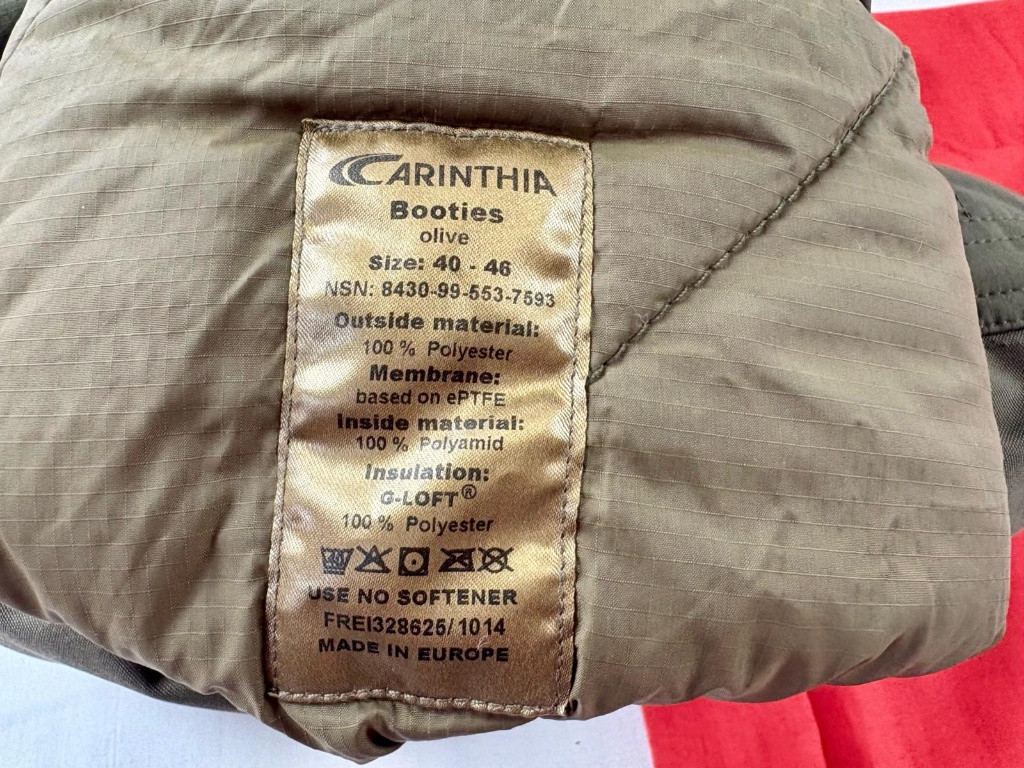 CARINTHIA
Booties
olive
Size: 40 - 46
NSN: 8430-99-553-7593
Outside material:
100 % Polyester
Membrane:
based on ePTFE
Inside material:
100 % Polyamid
Insulation:
G-LOFT®
100 % Polyester
USE NO SOFTENER
FREI328625/1014
MADE IN EUROPE